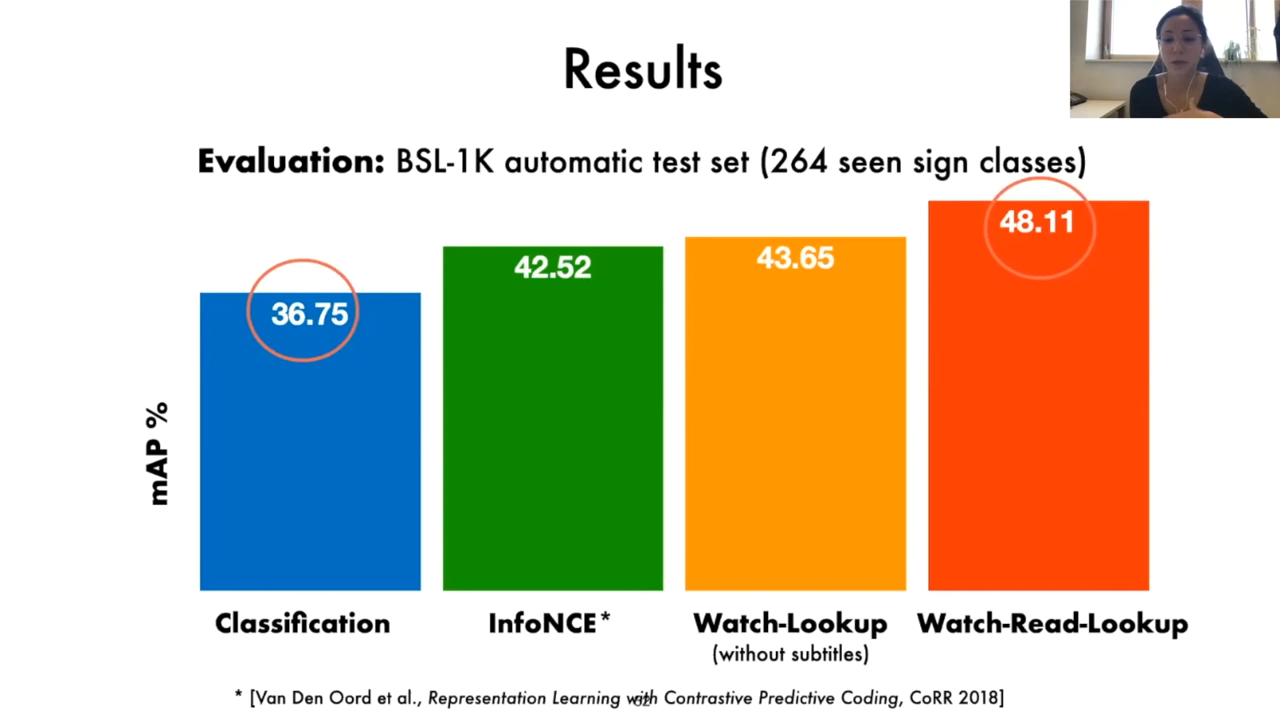 Results
Evaluation: BSL-1K automatic test set (264 seen sign classes)
48.11
43.65
42.52
36.75
mAP %
Classification
InfoNCE*
Watch-Lookup
(without subtitles)
Watch-Read-Lookup
* [Van Den Oord et al., Representation Learning with Contrastive Predictive Coding, CoRR 2018]